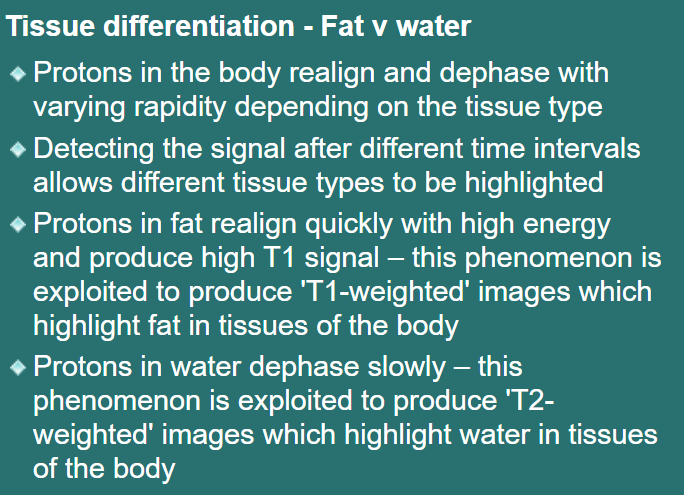 Tissue differentiation - Fat v water
Protons in the body realign and dephase with
varying rapidity depending on the tissue type
Detecting the signal after different time intervals
allows different tissue types to be highlighted
Protons in fat realign quickly with high energy
and produce high T1 signal – this phenomenon is
exploited to produce 'T1-weighted' images which
highlight fat in tissues of the body
Protons in water dephase slowly – this
phenomenon is exploited to produce 'T2-
weighted' images which highlight water in tissues
of the body